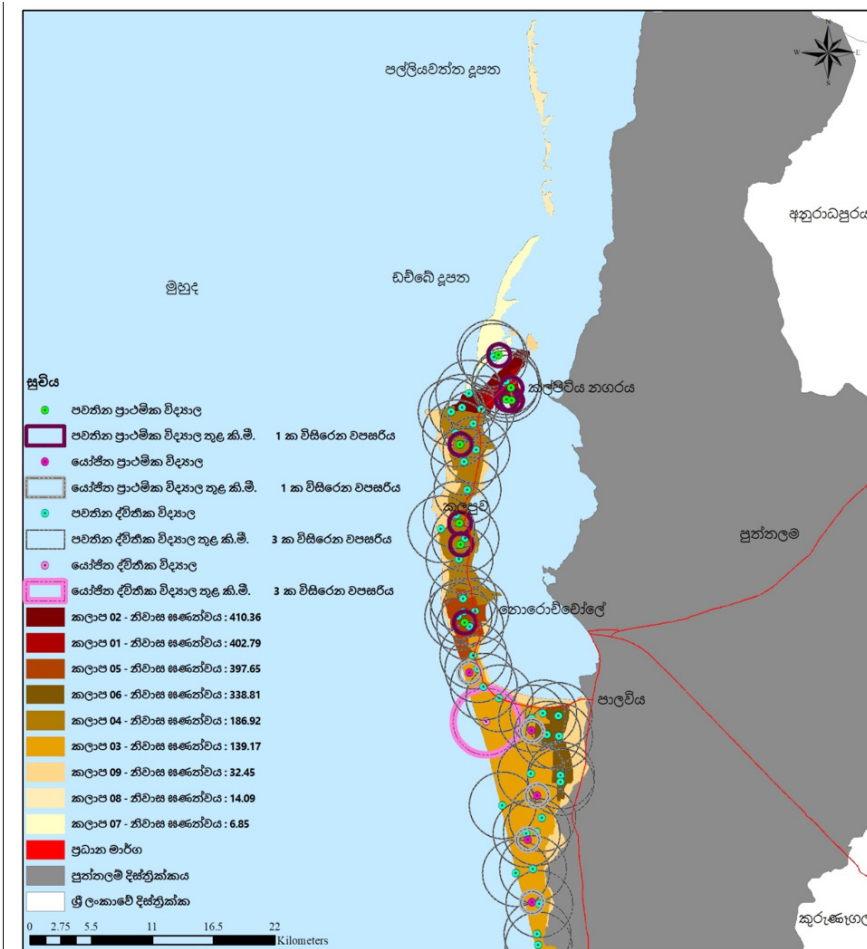 N
W E
S
පල්ලියවත්ත දූපත
අනුරාධපුරය
ඩච්බේ දූපත
මුහුද
කල්පිටිය නගරය
කලපුව
පුත්තලම
නොරොච්චෝලේ
පාලවිය
කුරුණෑගල
සූචිය
පවතින ප්‍රාථමික විද්‍යාල
පවතින ප්‍රාථමික විද්‍යාල තුළ කි.මී. 1 ක විසිරෙන වපසරිය
යෝජිත ප්‍රාථමික විද්‍යාල
යෝජිත ප්‍රාථමික විද්‍යාල තුළ කි.මී. 1 ක විසිරෙන වපසරිය
පවතින ද්විතීක විද්‍යාල
පවතින ද්විතීක විද්‍යාල තුළ කි.මී. 3 ක විසිරෙන වපසරිය
යෝජිත ද්විතීක විද්‍යාල
යෝජිත ද්විතීක විද්‍යාල තුළ කි.මී. 3 ක විසිරෙන වපසරිය
කලාප 02 - නිවාස ඝණත්වය : 410.36
කලාප 01 - නිවාස ඝණත්වය : 402.79
කලාප 05 - නිවාස ඝණත්වය : 397.65
කලාප 06 - නිවාස ඝණත්වය : 338.81
කලාප 04 - නිවාස ඝණත්වය : 186.92
කලාප 03 - නිවාස ඝණත්වය : 139.17
කලාප 09 - නිවාස ඝණත්වය : 32.45
කලාප 08 - නිවාස ඝණත්වය : 14.09
කලාප 07 - නිවාස ඝණත්වය : 6.85
ප්‍රධාන මාර්ග
පුත්තලම දිස්ත්‍රික්කය
ශ්‍රී ලංකාවේ දිස්ත්‍රික්ක
0 2.75 5.5 11 16.5 22
Kilometers